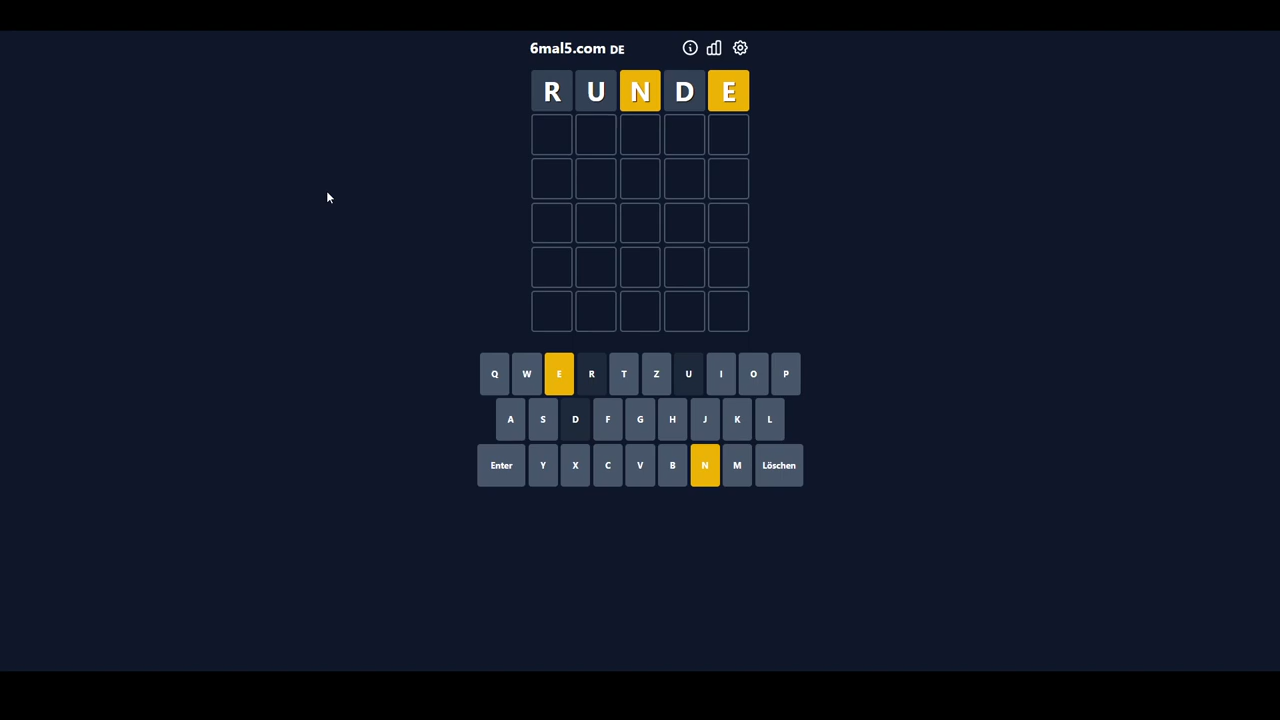 6mal5.com DE
R U N D E
Q W E R T Z U I O P
A S D F G H J K L
Enter Y X C V B N M Löschen